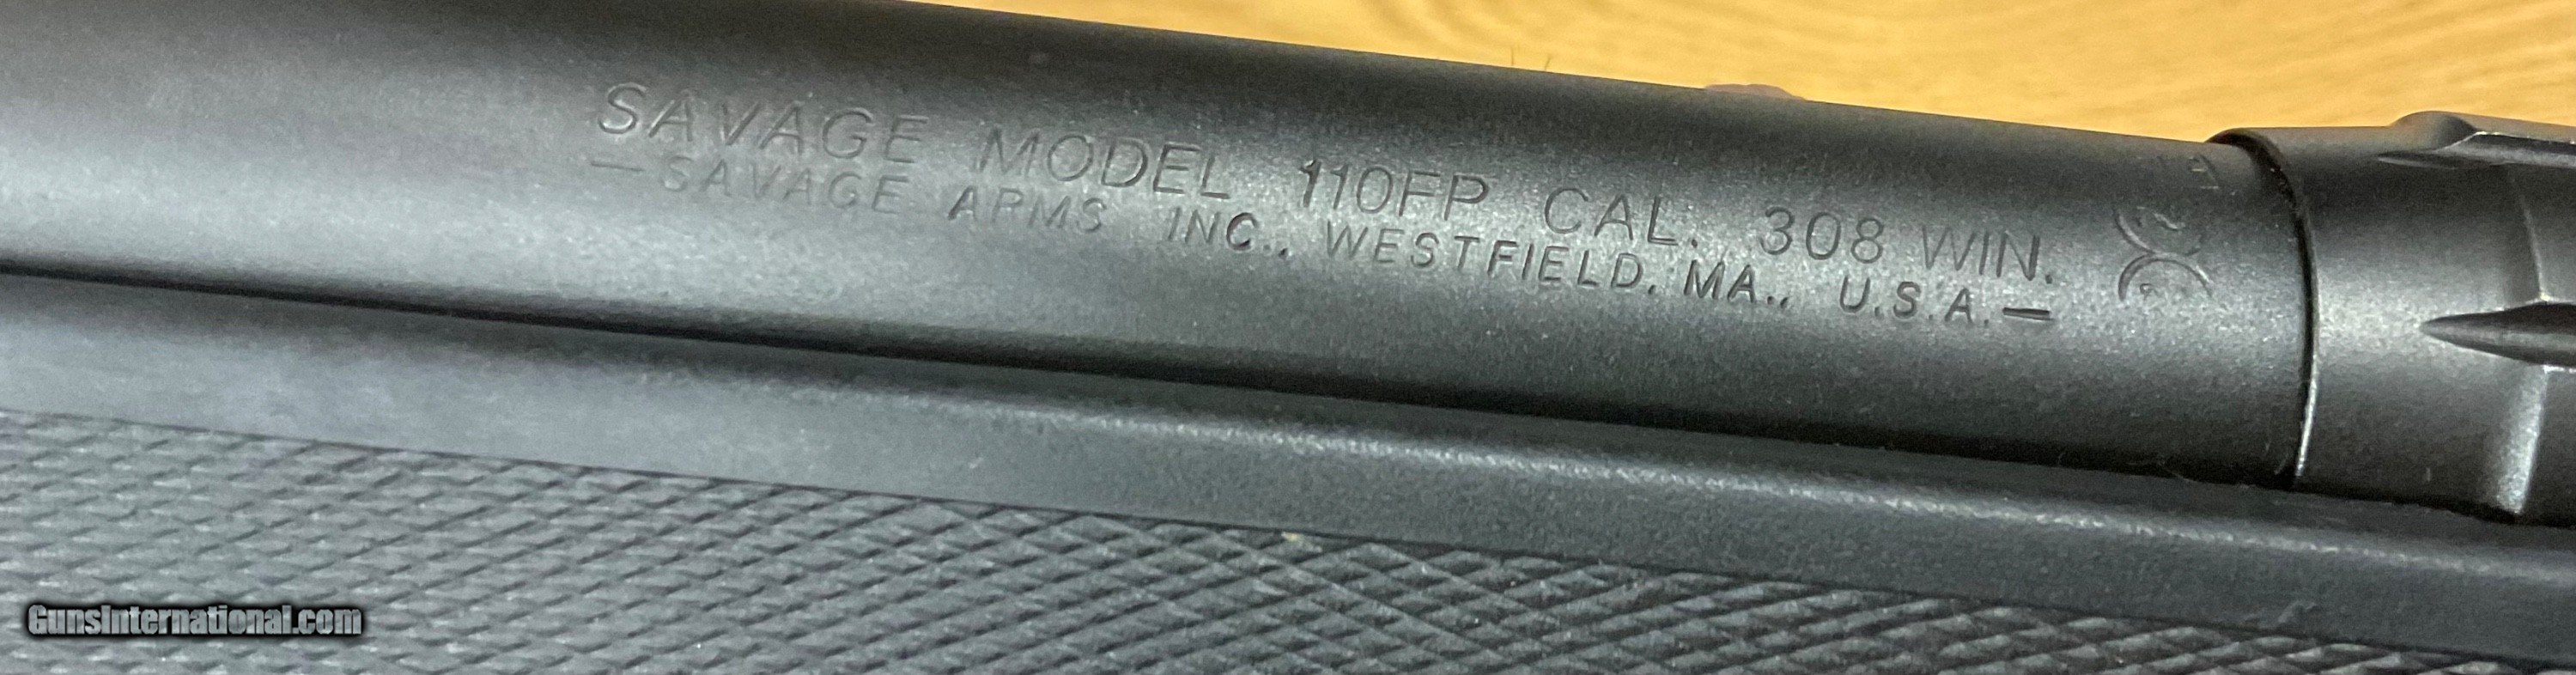 SAVAGE MODEL 110FP CAL. 308 WIN.
—SAVAGE ARMS INC., WESTFIELD, MA., U.S.A.—
GunsInternational.com